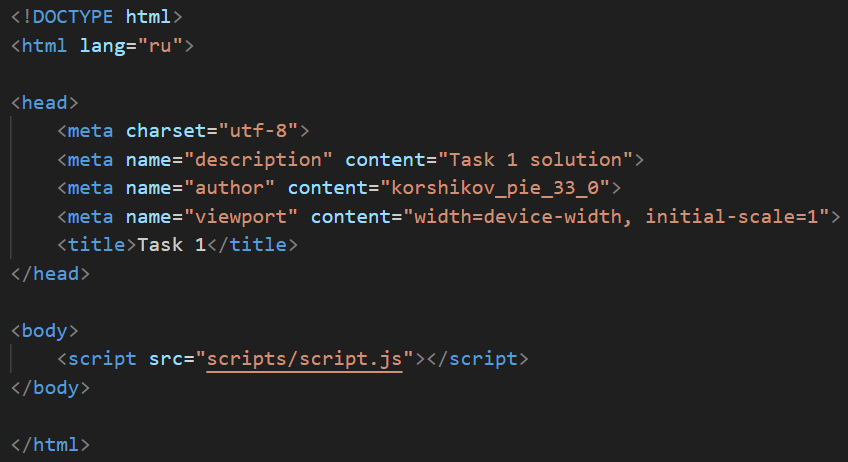 <!DOCTYPE html>
<html lang="ru">
<head>
<meta charset="utf-8">
<meta name="description" content="Task 1 solution">
<meta name="author" content="korshikov_pie_33_0">
<meta name="viewport" content="width=device-width, initial-scale=1">
<title>Task 1</title>
</head>
<body>
<script src="scripts/script.js"></script>
</body>
</html>